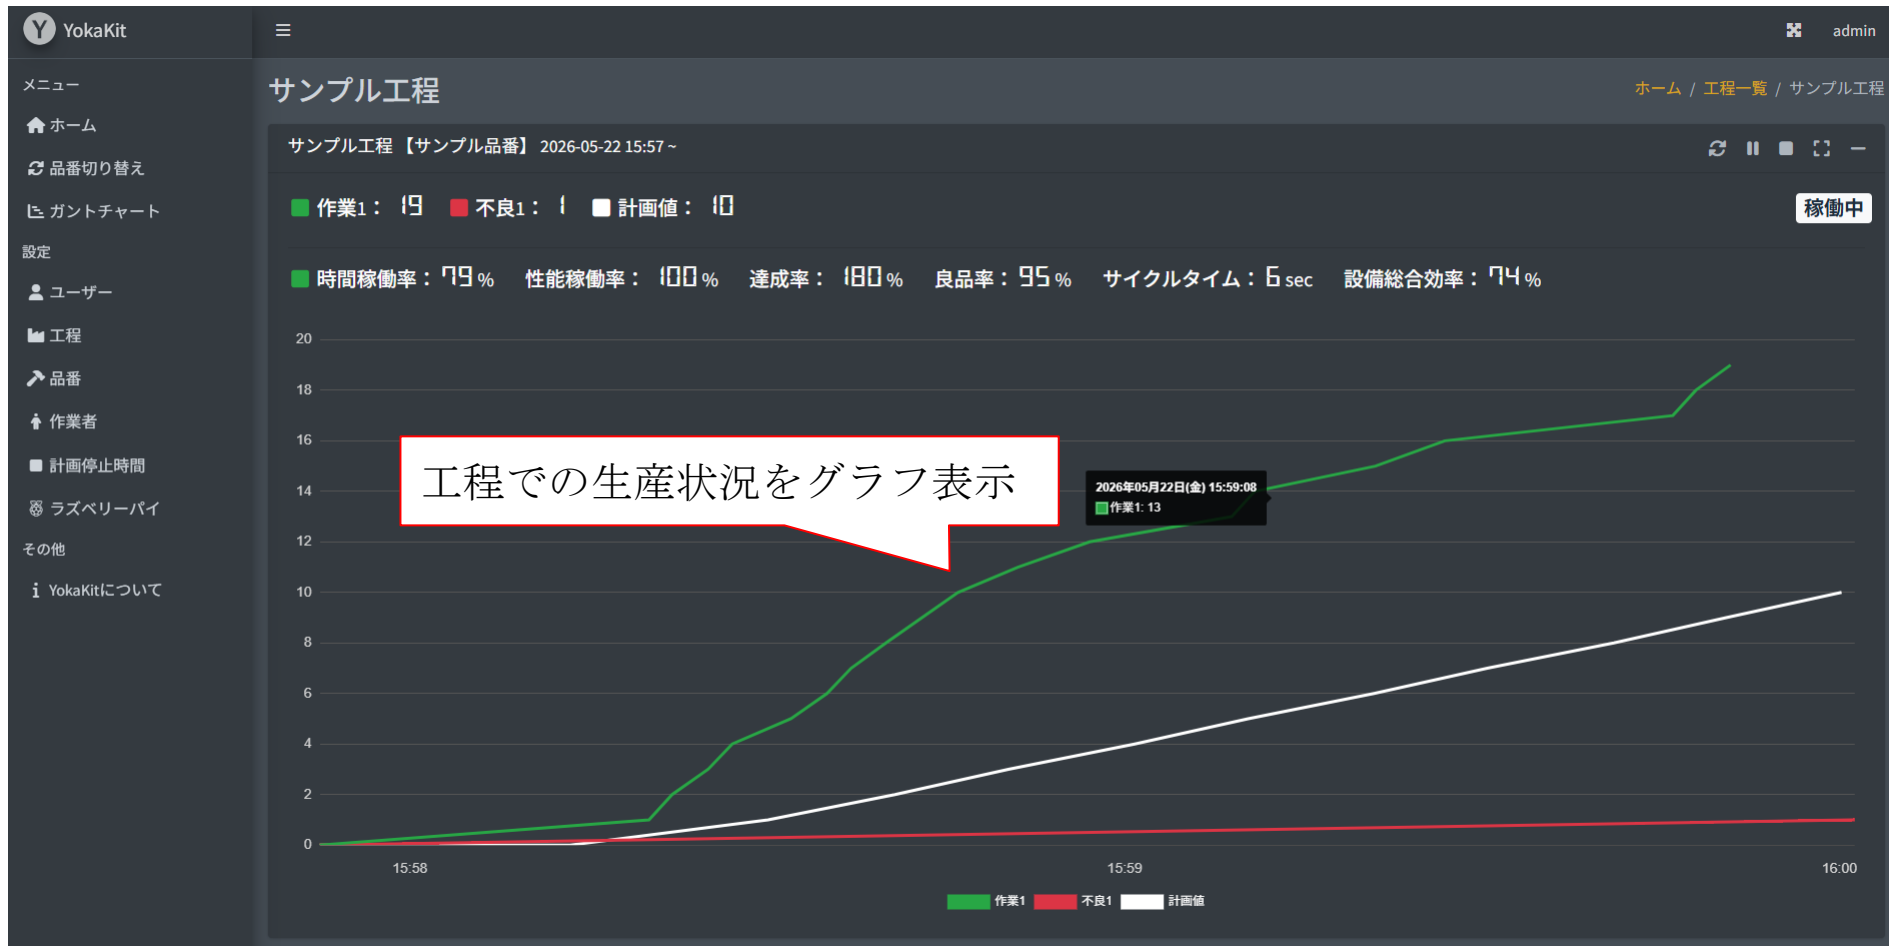 YokaKit
admin
メニュー
ホーム
品番切り替え
ガントチャート
設定
ユーザー
工程
品番
作業者
計画停止時間
ラズベリーパイ
その他
YokaKitについて
サンプル工程
ホーム / 工程一覧 / サンプル工程
サンプル工程【サンプル品番】 2026-05-22 15:57 ~
作業1： 19 不良1： 1 計画値： 10
稼働中
時間稼働率：79% 性能稼働率：100% 達成率：180% 良品率：95% サイクルタイム：6 sec 設備総合効率：74%
20
18
16
14
12
10
8
6
4
2
0
工程での生産状況をグラフ表示
2026年05月22日(金) 15:59:08
作業1: 13
15:58 15:59 16:00
作業1 不良1 計画値